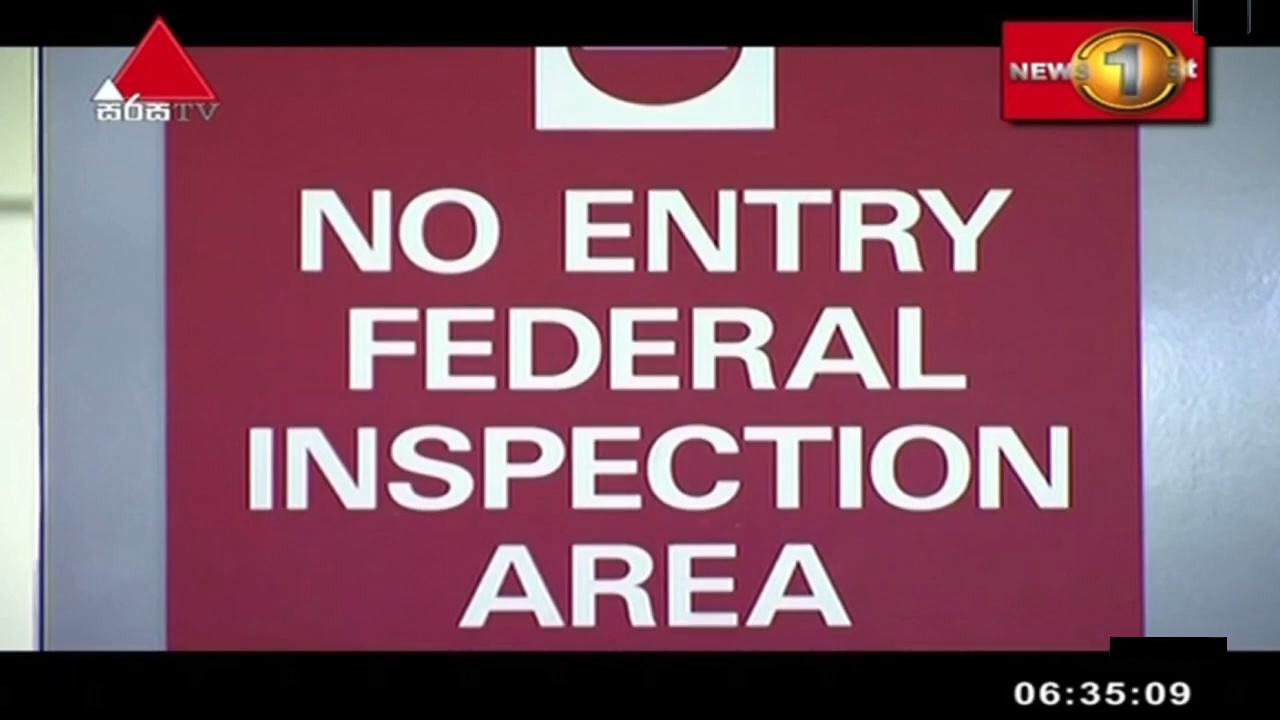 සිරස TV
NEWS 1st
NO ENTRY
FEDERAL
INSPECTION
AREA
06:35:09